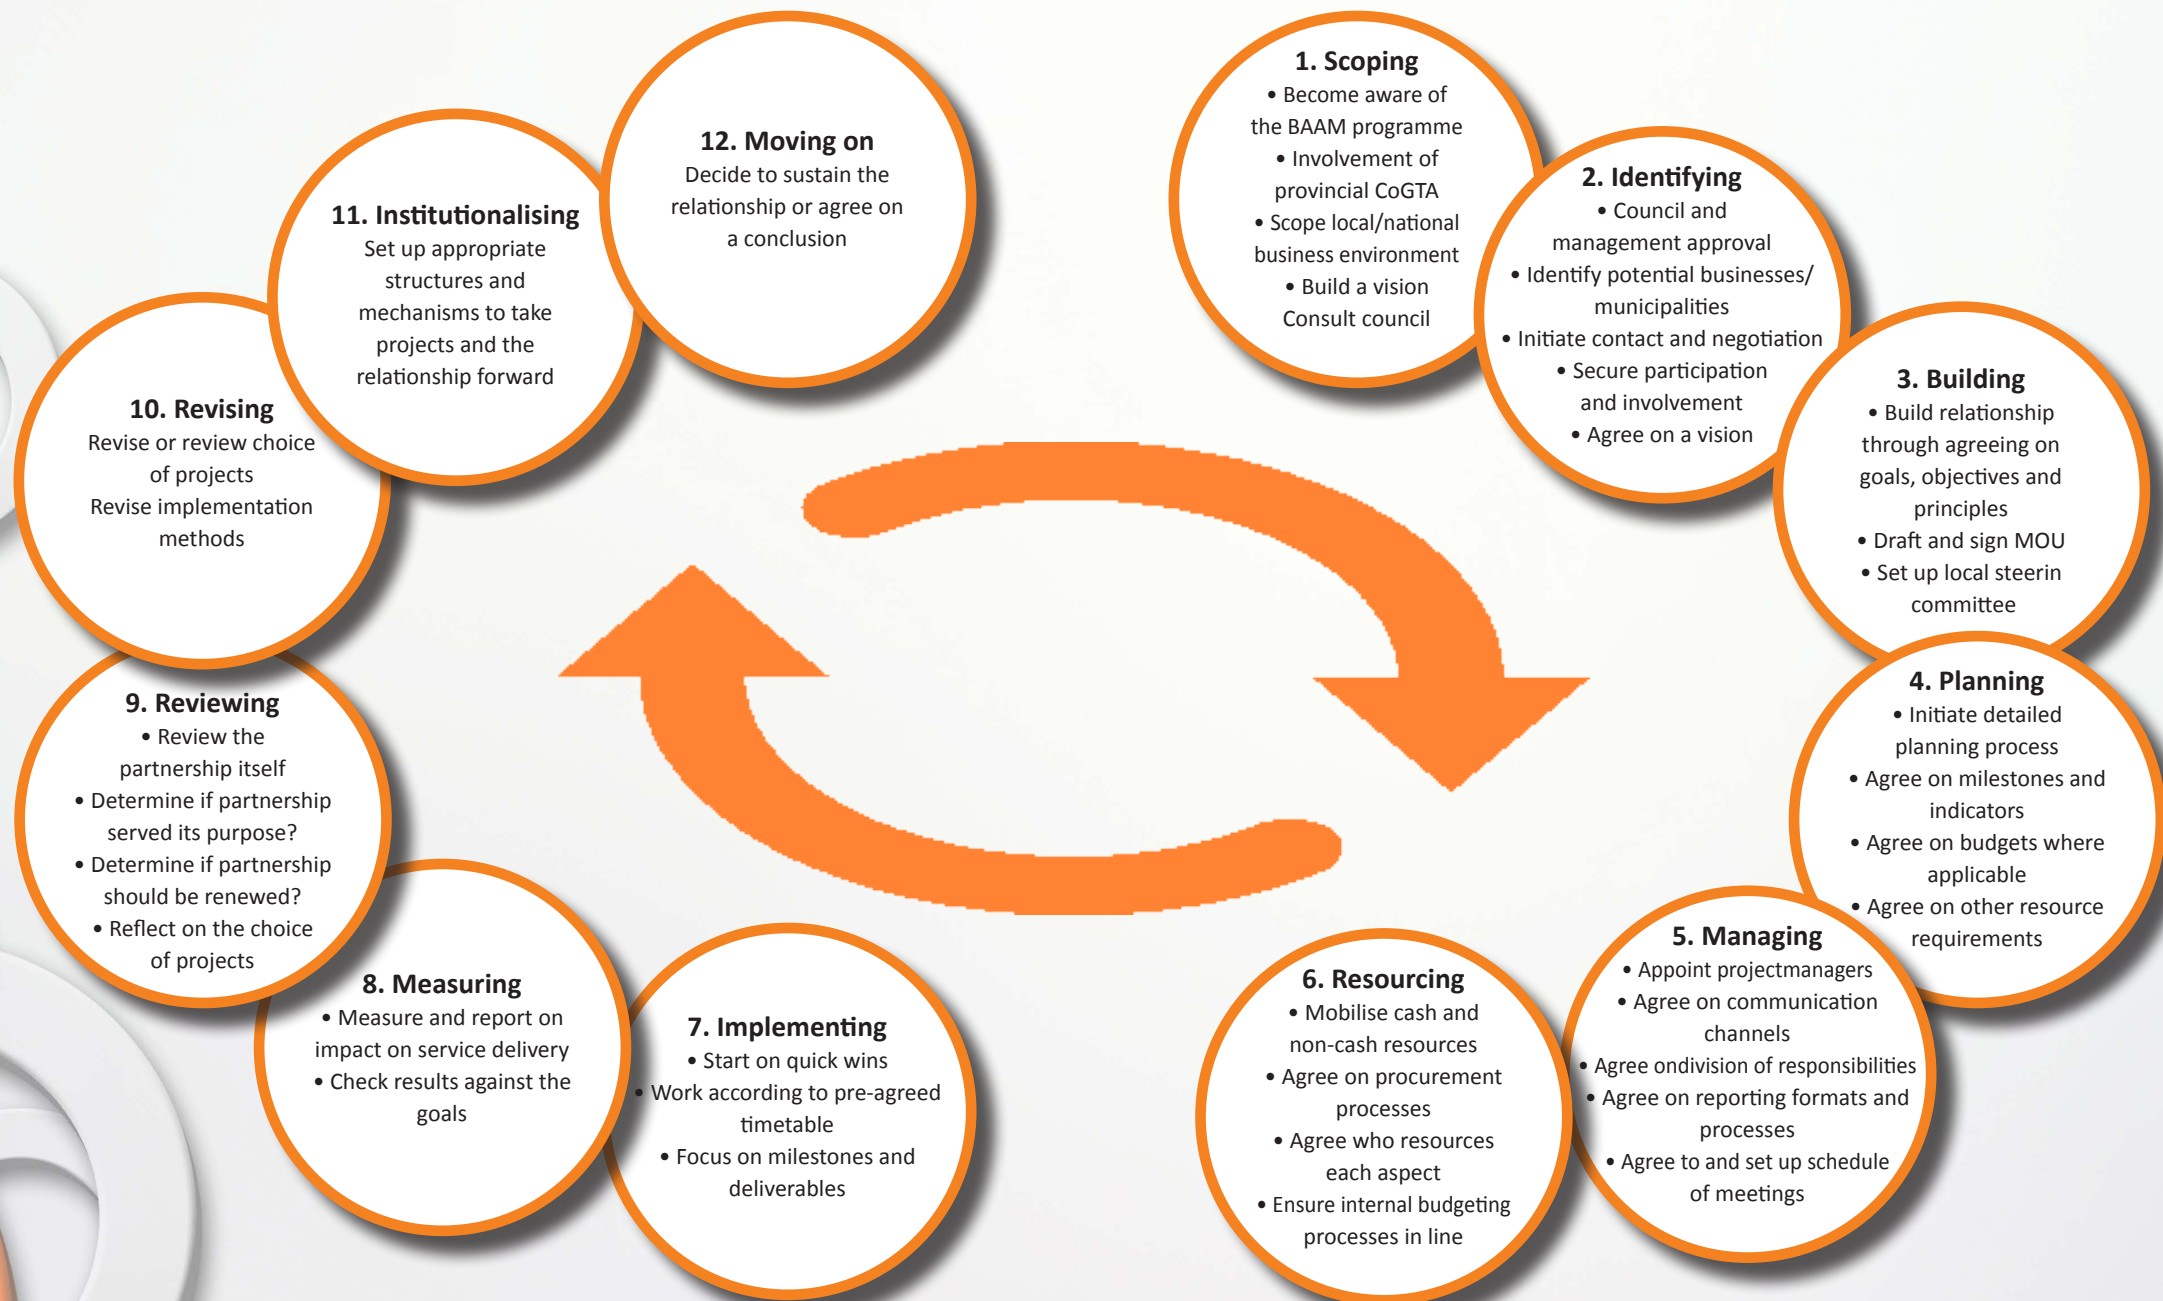 1. Scoping
• Become aware of
the BAAM programme
• Involvement of
provincial CoGTA
• Scope local/national
business environment
• Build a vision
Consult council
2. Identifying
• Council and
management approval
• Identify potential businesses/
municipalities
• Initiate contact and negotiation
• Secure participation
and involvement
• Agree on a vision
3. Building
• Build relationship
through agreeing on
goals, objectives and
principles
• Draft and sign MOU
• Set up local steerin
committee
4. Planning
• Initiate detailed
planning process
• Agree on milestones and
indicators
• Agree on budgets where
applicable
• Agree on other resource
requirements
5. Managing
• Appoint projectmanagers
• Agree on communication
channels
• Agree ondivision of responsibilities
• Agree on reporting formats and
processes
• Agree to and set up schedule
of meetings
6. Resourcing
• Mobilise cash and
non-cash resources
• Agree on procurement
processes
• Agree who resources
each aspect
• Ensure internal budgeting
processes in line
7. Implementing
• Start on quick wins
• Work according to pre-agreed
timetable
• Focus on milestones and
deliverables
8. Measuring
• Measure and report on
impact on service delivery
• Check results against the
goals
9. Reviewing
• Review the
partnership itself
• Determine if partnership
served its purpose?
• Determine if partnership
should be renewed?
• Reflect on the choice
of projects
10. Revising
Revise or review choice
of projects
Revise implementation
methods
11. Institutionalising
Set up appropriate
structures and
mechanisms to take
projects and the
relationship forward
12. Moving on
Decide to sustain the
relationship or agree on
a conclusion